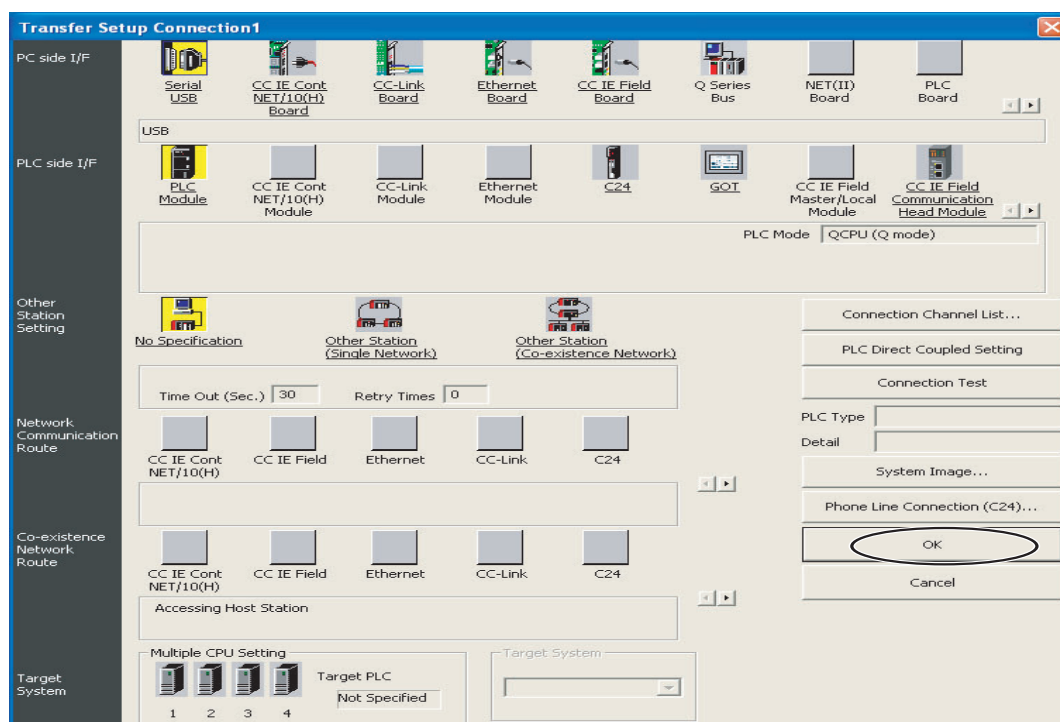 Transfer Setup Connection1
PC side I/F
Serial
USB
CC IE Cont
NET/10(H)
Board
CC-Link
Board
Ethernet
Board
CC IE Field
Board
Q Series
Bus
NET(II)
Board
PLC
Board
USB
PLC side I/F
PLC
Module
CC IE Cont
NET/10(H)
Module
CC-Link
Module
Ethernet
Module
C24
GOT
CC IE Field
Master/Local
Module
CC IE Field
Communication
Head Module
PLC Mode QCPU (Q mode)
Other
Station
Setting
No Specification
Other Station
(Single Network)
Other Station
(Co-existence Network)
Time Out (Sec.) 30 Retry Times 0
Connection Channel List...
PLC Direct Coupled Setting
Connection Test
PLC Type
Detail
System Image...
Phone Line Connection (C24)...
OK
Cancel
Network
Communication
Route
CC IE Cont
NET/10(H)
CC IE Field
Ethernet
CC-Link
C24
Co-existence
Network
Route
CC IE Cont
NET/10(H)
CC IE Field
Ethernet
CC-Link
C24
Accessing Host Station
Target
System
Multiple CPU Setting
1 2 3 4
Target PLC
Not Specified
Target System